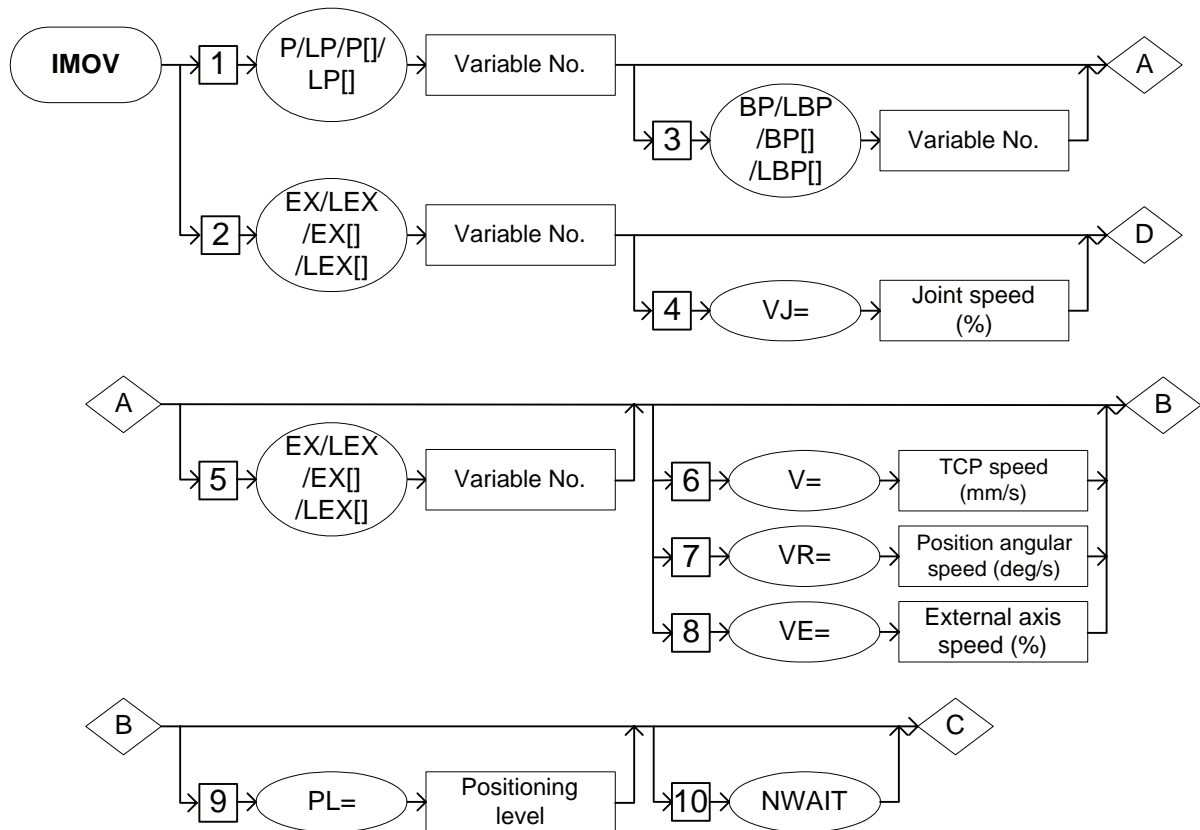 IMOV
1
P/LP/P[]/
LP[]
Variable No.
A
3
BP/LBP
/BP[]
/LBP[]
Variable No.
2
EX/LEX
/EX[]
/LEX[]
Variable No.
D
4
VJ=
Joint speed
(%)
A
B
5
EX/LEX
/EX[]
/LEX[]
Variable No.
6
V=
TCP speed
(mm/s)
7
VR=
Position angular
speed (deg/s)
8
VE=
External axis
speed (%)
B
C
9
PL=
Positioning
level
10
NWAIT